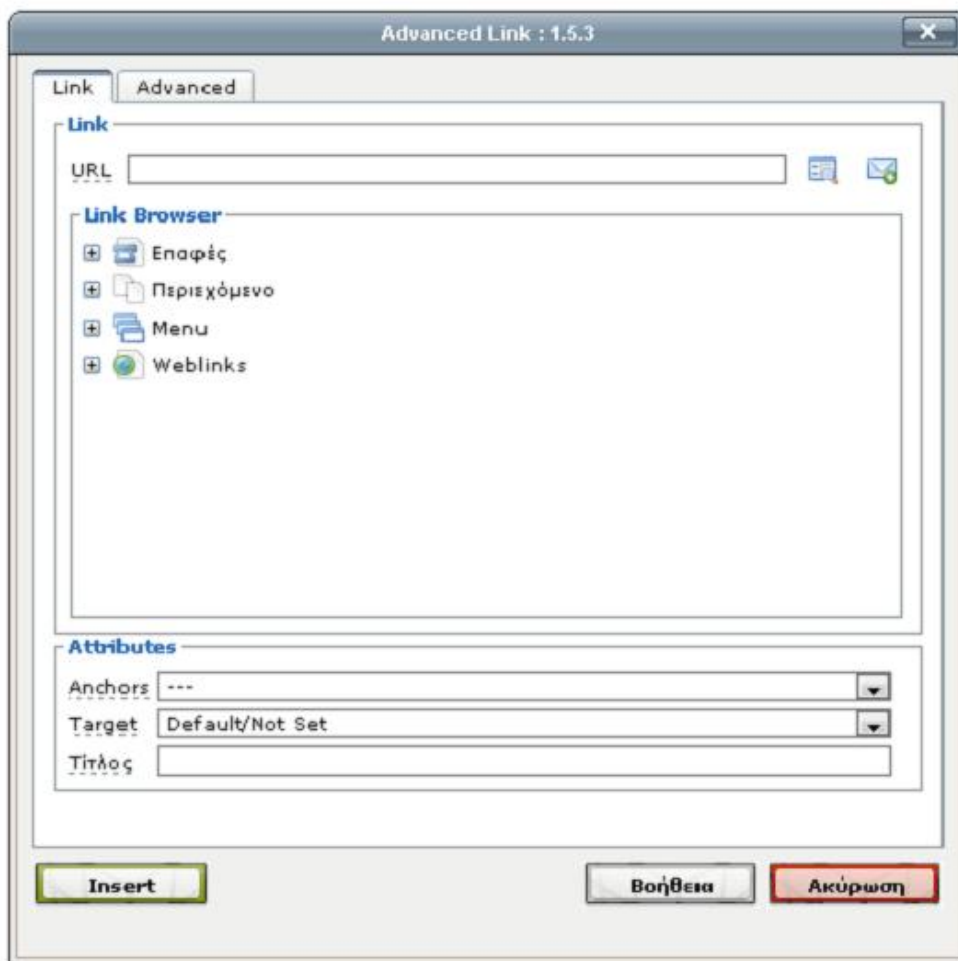 Advanced Link : 1.5.3
Link Advanced
Link
URL
Link Browser
Επαφές
Περιεχόμενο
Menu
Weblinks
Attributes
Anchors ---
Target Default/Not Set
Τίτλος
Insert Βοήθεια Ακύρωση